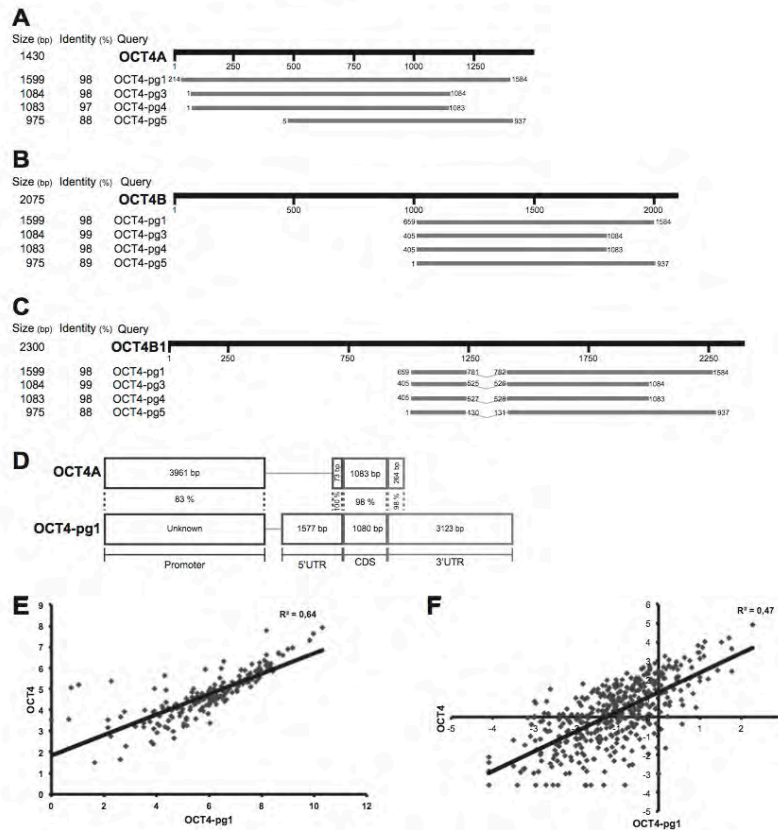 A
Size (bp) Identity (%) Query
1430 OCT4A
1 250 500 750 1000 1250
1599 98 OCT4-pg1 214 1584
1084 98 OCT4-pg3 1 1084
1083 97 OCT4-pg4 1 1083
975 88 OCT4-pg5 5 937
B
Size (bp) Identity (%) Query
2075 OCT4B
1 500 1000 1500 2000
1599 98 OCT4-pg1 659 1584
1084 99 OCT4-pg3 405 1084
1083 98 OCT4-pg4 405 1083
975 89 OCT4-pg5 1 937
C
Size (bp) Identity (%) Query
2300 OCT4B1
1 250 750 1250 1750 2250
1599 98 OCT4-pg1 659 781 782 1584
1084 99 OCT4-pg3 405 525 526 1084
1083 98 OCT4-pg4 405 527 528 1083
975 88 OCT4-pg5 1 430 131 937
D
OCT4A 3961 bp 73 bp 1083 bp 264 bp
83 % 100 % 98 % 98 %
OCT4-pg1 Unknown 1577 bp 1080 bp 3123 bp
Promoter 5'UTR CDS 3'UTR
E
R² = 0,64
9
8
7
6
5
4
3
2
1
0
OCT4
0 2 4 6 8 10 12
OCT4-pg1
F
R² = 0,47
6
5
4
3
2
1
0
-1
-2
-3
-4
-5
OCT4
-5 -4 -3 -2 -1 0 1 2
OCT4-pg1